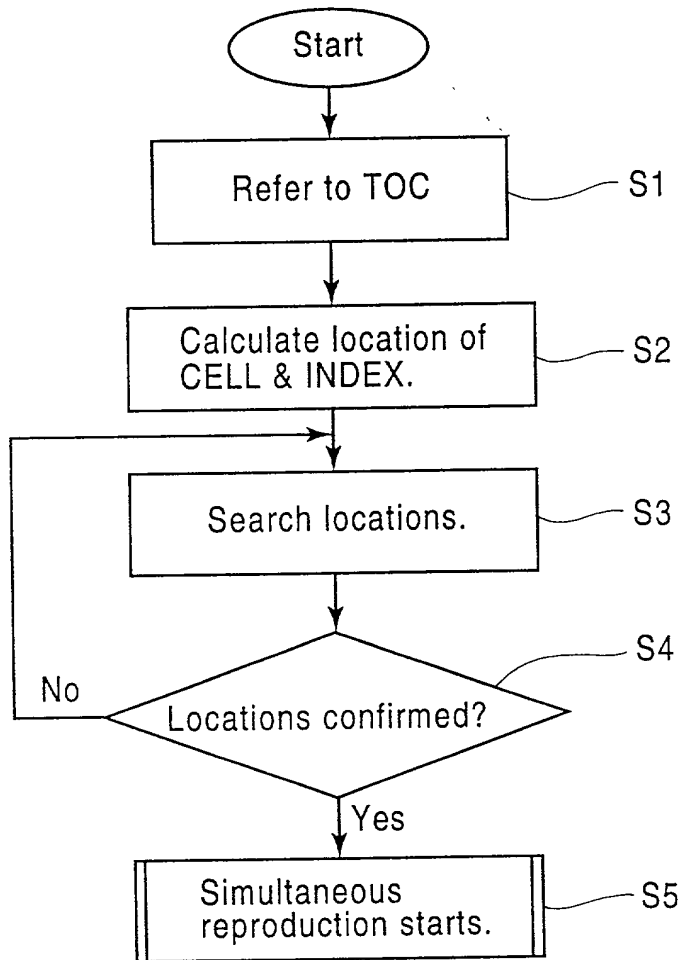 Start
Refer to TOC
S1
Calculate location of
CELL & INDEX.
S2
Search locations.
S3
S4
No
Locations confirmed?
Yes
Simultaneous
reproduction starts.
S5